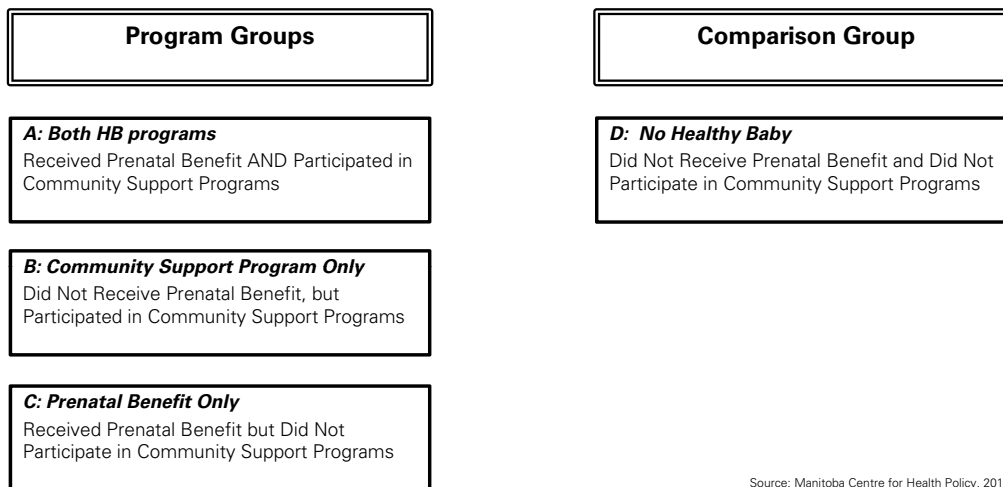 Program Groups
A: Both HB programs
Received Prenatal Benefit AND Participated in
Community Support Programs
B: Community Support Program Only
Did Not Receive Prenatal Benefit, but
Participated in Community Support Programs
C: Prenatal Benefit Only
Received Prenatal Benefit but Did Not
Participate in Community Support Programs
Comparison Group
D: No Healthy Baby
Did Not Receive Prenatal Benefit and Did Not
Participate in Community Support Programs
Source: Manitoba Centre for Health Policy, 201